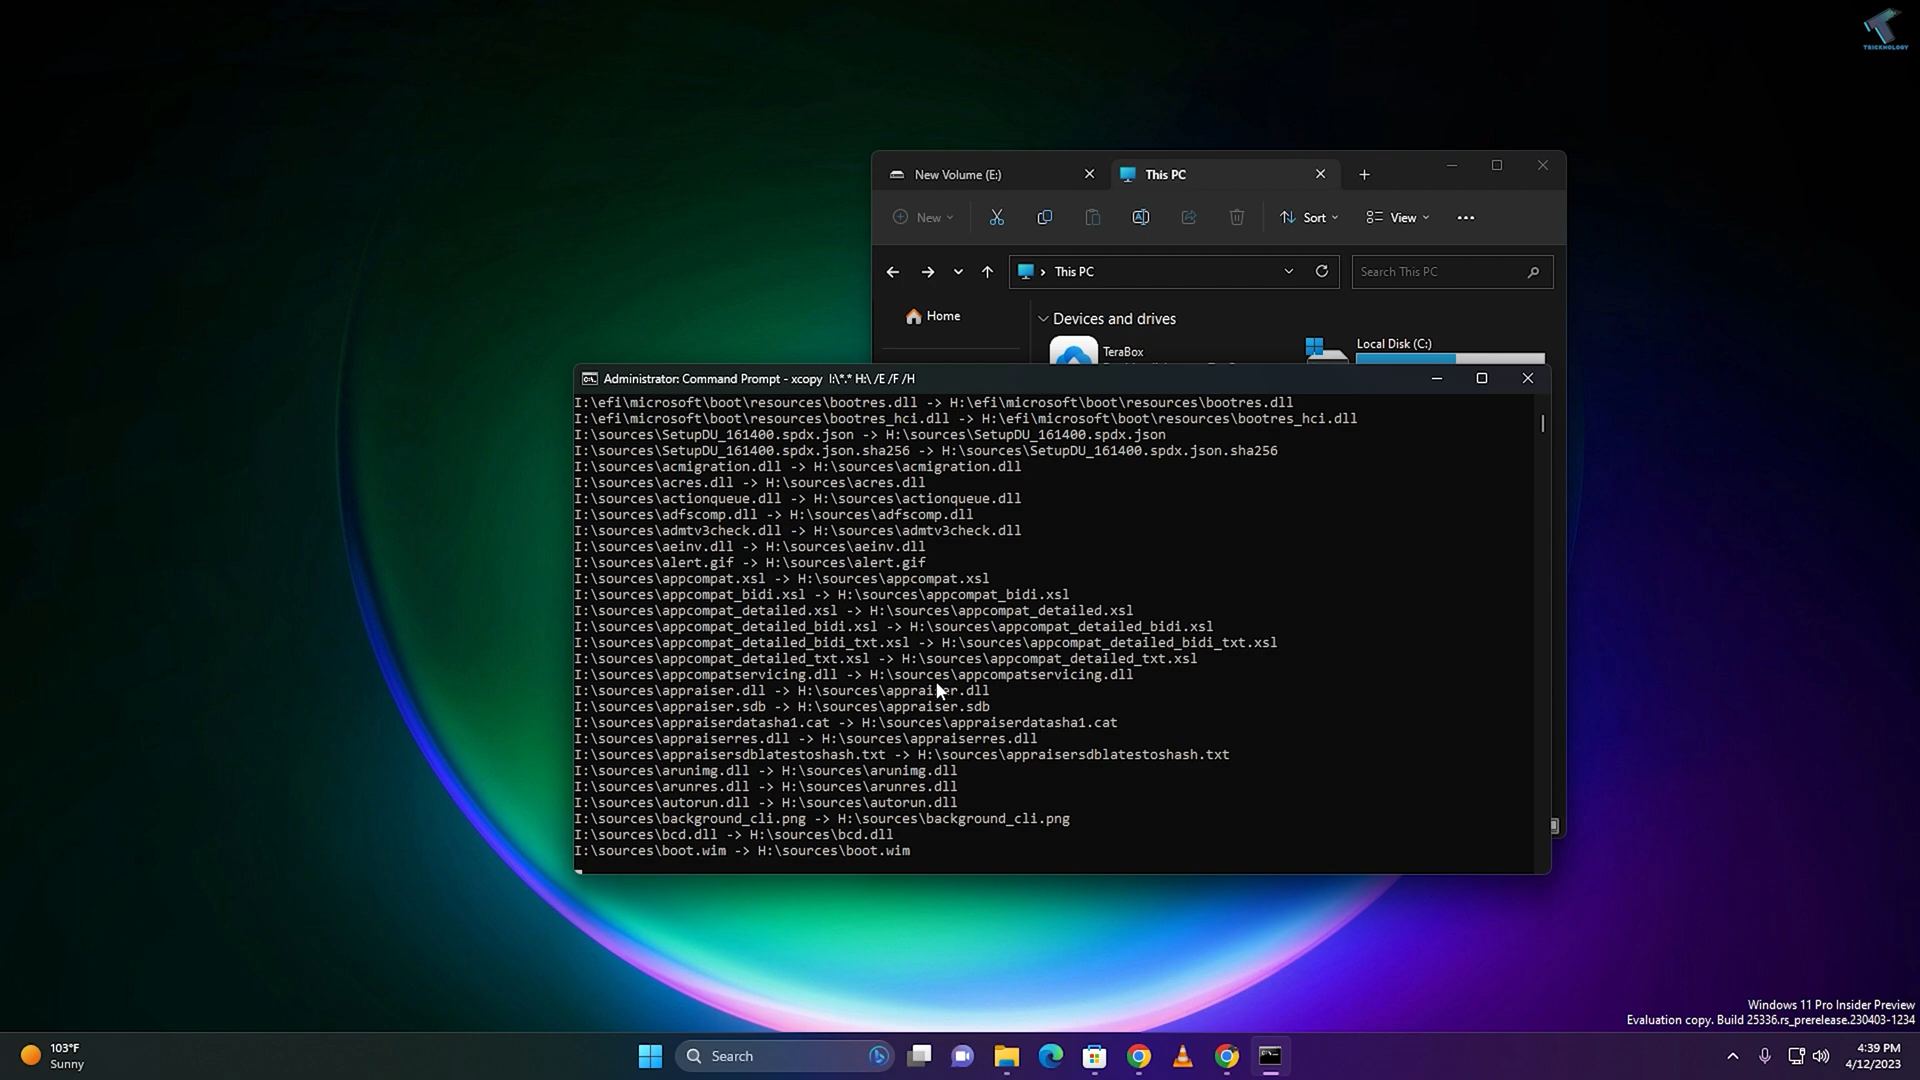 TRICKNOLOGY
New Volume (E:)
This PC
New
Sort
View
This PC
Search This PC
Home
Devices and drives
TeraBox
Local Disk (C:)
Administrator: Command Prompt - xcopy  I:\*.* H:\ /E /F /H
I:\efi\microsoft\boot\resources\bootres.dll -> H:\efi\microsoft\boot\resources\bootres.dll
I:\efi\microsoft\boot\resources\bootres_hci.dll -> H:\efi\microsoft\boot\resources\bootres_hci.dll
I:\sources\SetupDU_161400.spdx.json -> H:\sources\SetupDU_161400.spdx.json
I:\sources\SetupDU_161400.spdx.json.sha256 -> H:\sources\SetupDU_161400.spdx.json.sha256
I:\sources\acmigration.dll -> H:\sources\acmigration.dll
I:\sources\acres.dll -> H:\sources\acres.dll
I:\sources\actionqueue.dll -> H:\sources\actionqueue.dll
I:\sources\adfscomp.dll -> H:\sources\adfscomp.dll
I:\sources\admtv3check.dll -> H:\sources\admtv3check.dll
I:\sources\aeinv.dll -> H:\sources\aeinv.dll
I:\sources\alert.gif -> H:\sources\alert.gif
I:\sources\appcompat.xsl -> H:\sources\appcompat.xsl
I:\sources\appcompat_bidi.xsl -> H:\sources\appcompat_bidi.xsl
I:\sources\appcompat_detailed.xsl -> H:\sources\appcompat_detailed.xsl
I:\sources\appcompat_detailed_bidi.xsl -> H:\sources\appcompat_detailed_bidi.xsl
I:\sources\appcompat_detailed_bidi_txt.xsl -> H:\sources\appcompat_detailed_bidi_txt.xsl
I:\sources\appcompat_detailed_txt.xsl -> H:\sources\appcompat_detailed_txt.xsl
I:\sources\appcompatservicing.dll -> H:\sources\appcompatservicing.dll
I:\sources\appraiser.dll -> H:\sources\appraiser.dll
I:\sources\appraiser.sdb -> H:\sources\appraiser.sdb
I:\sources\appraiserdatasha1.cat -> H:\sources\appraiserdatasha1.cat
I:\sources\appraiserres.dll -> H:\sources\appraiserres.dll
I:\sources\appraisersdblatestoshash.txt -> H:\sources\appraisersdblatestoshash.txt
I:\sources\arunimg.dll -> H:\sources\arunimg.dll
I:\sources\arunres.dll -> H:\sources\arunres.dll
I:\sources\autorun.dll -> H:\sources\autorun.dll
I:\sources\background_cli.png -> H:\sources\background_cli.png
I:\sources\bcd.dll -> H:\sources\bcd.dll
I:\sources\boot.wim -> H:\sources\boot.wim
Windows 11 Pro Insider Preview
Evaluation copy. Build 25336.rs_prerelease.230403-1234
103°F
Sunny
Search
4:39 PM
4/12/2023